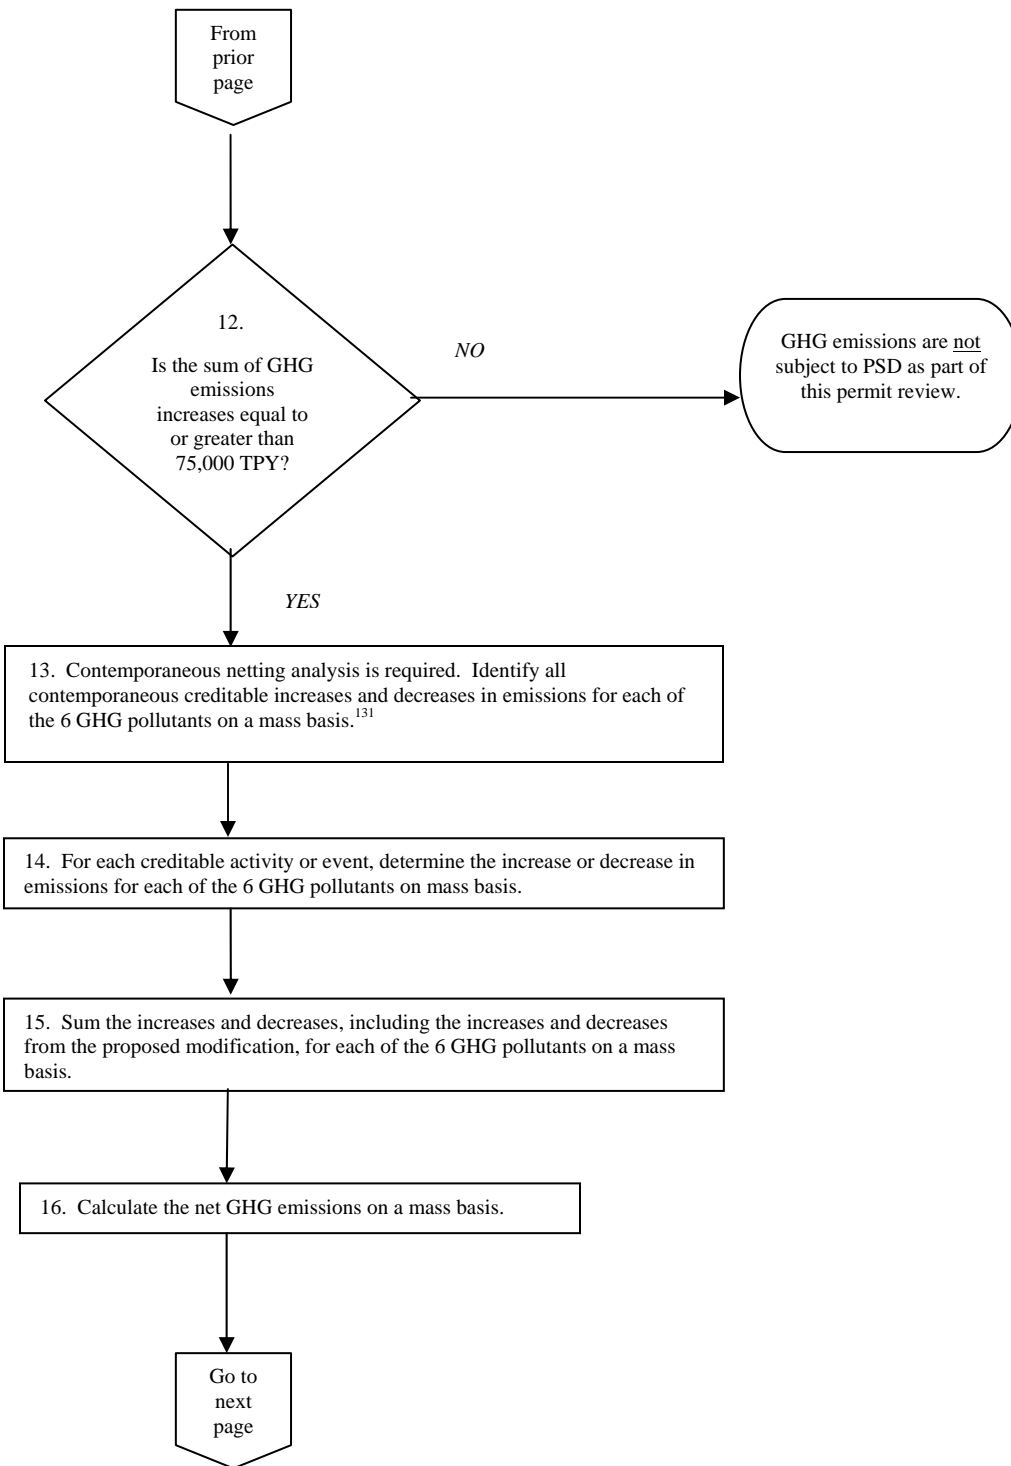 From
prior
page
12.
Is the sum of GHG
emissions
increases equal to
or greater than
75,000 TPY?
NO
GHG emissions are not
subject to PSD as part of
this permit review.
YES
13.  Contemporaneous netting analysis is required.  Identify all
contemporaneous creditable increases and decreases in emissions for each of
the 6 GHG pollutants on a mass basis.131
14.  For each creditable activity or event, determine the increase or decrease in
emissions for each of the 6 GHG pollutants on mass basis.
15.  Sum the increases and decreases, including the increases and decreases
from the proposed modification, for each of the 6 GHG pollutants on a mass
basis.
16.  Calculate the net GHG emissions on a mass basis.
Go to
next
page